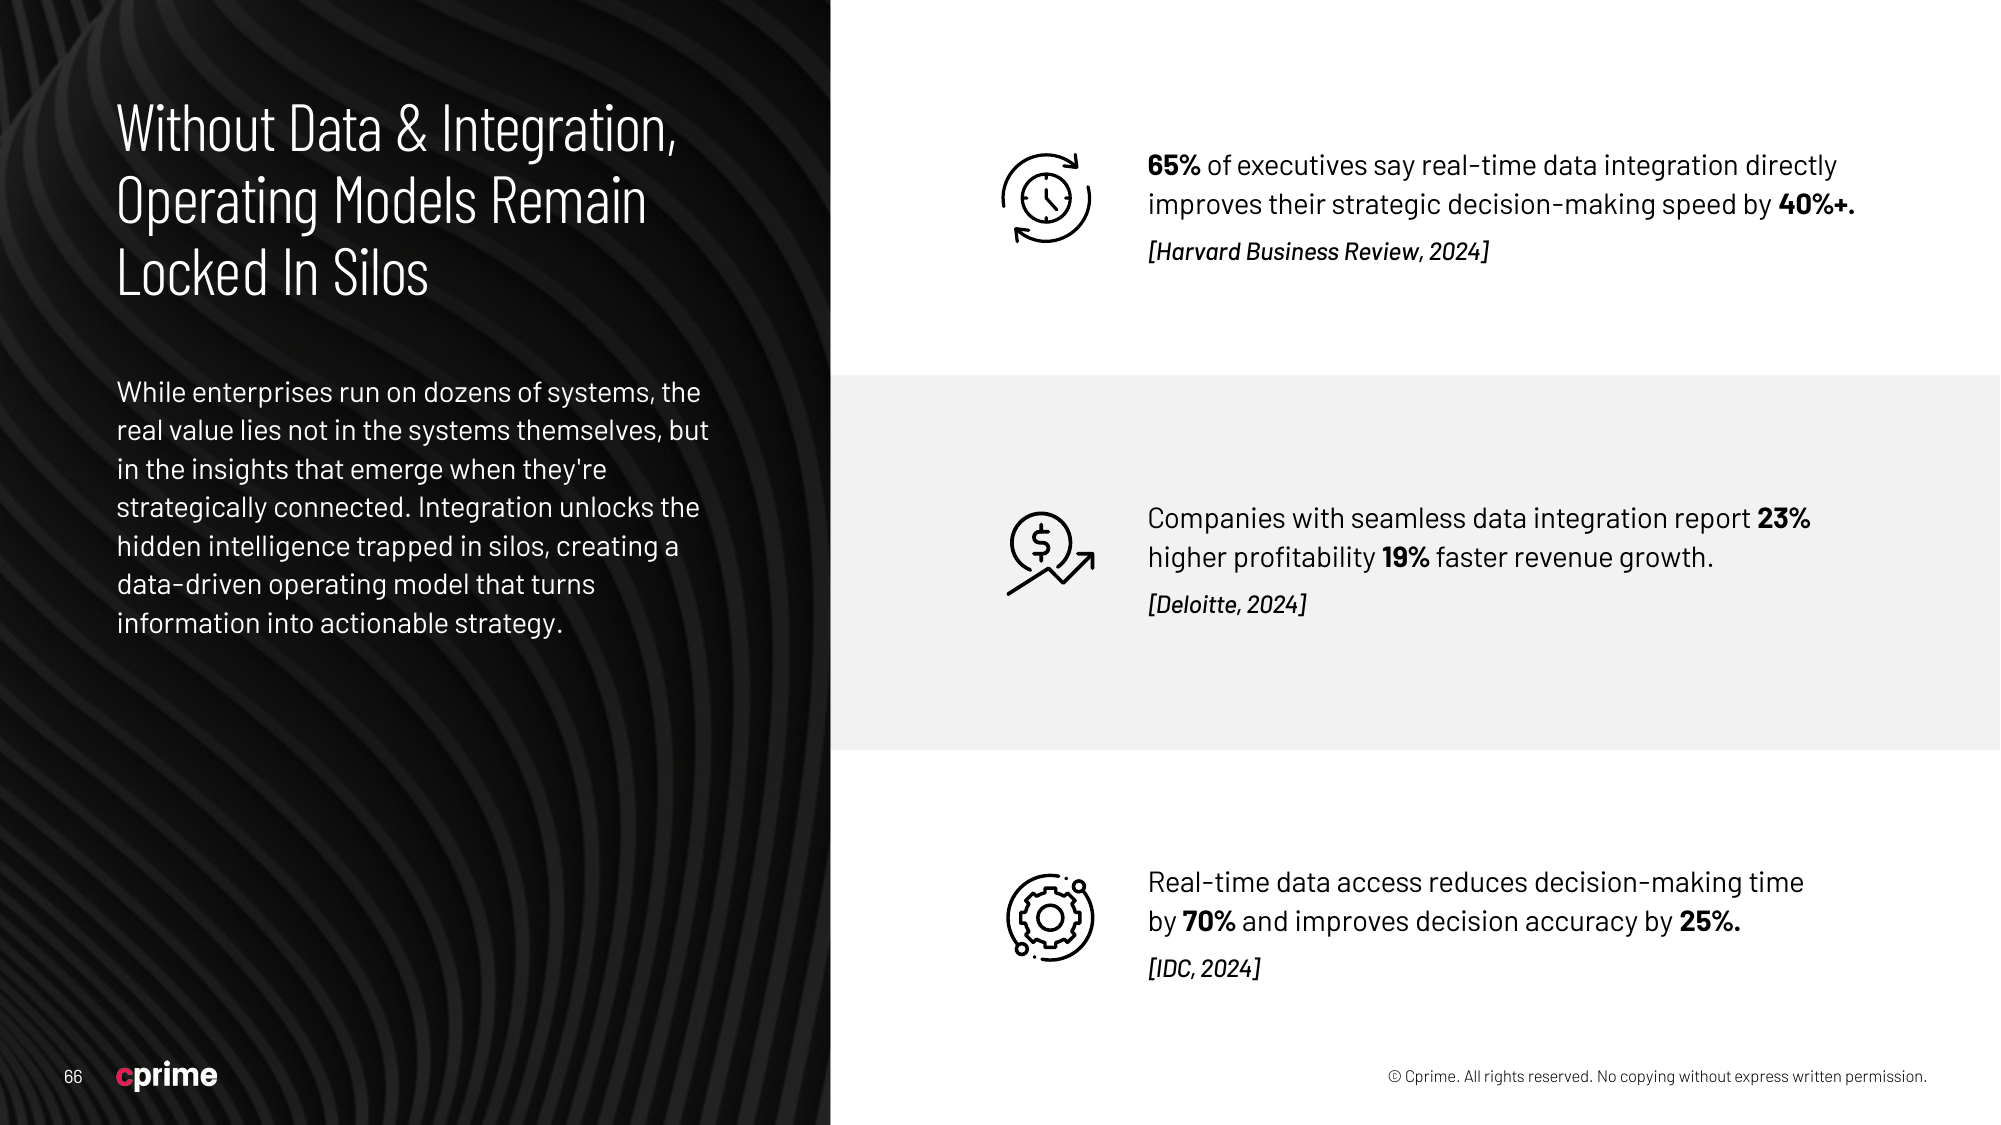 Without Data & Integration,
Operating Models Remain
Locked In Silos
While enterprises run on dozens of systems, the
real value lies not in the systems themselves, but
in the insights that emerge when they're
strategically connected. Integration unlocks the
hidden intelligence trapped in silos, creating a
data-driven operating model that turns
information into actionable strategy.
65% of executives say real-time data integration directly
improves their strategic decision-making speed by 40%+.
[Harvard Business Review, 2024]
$
Companies with seamless data integration report 23%
higher profitability 19% faster revenue growth.
[Deloitte, 2024]
Real-time data access reduces decision-making time
by 70% and improves decision accuracy by 25%.
[IDC, 2024]
66
cprime
© Cprime. All rights reserved. No copying without express written permission.